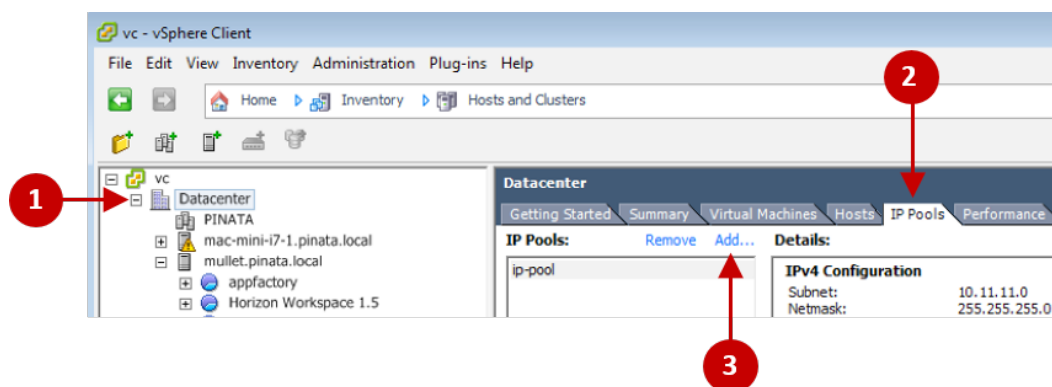 vc - vSphere Client
File Edit View Inventory Administration Plug-ins Help
2
Home Inventory Hosts and Clusters
1
vc
Datacenter
PINATA
mac-mini-i7-1.pinata.local
mullet.pinata.local
appfactory
Horizon Workspace 1.5
Datacenter
Getting Started Summary Virtual Machines Hosts IP Pools Performance
IP Pools: Remove Add... Details:
ip-pool
IPv4 Configuration
Subnet: 10.11.11.0
Netmask: 255.255.255.0
3